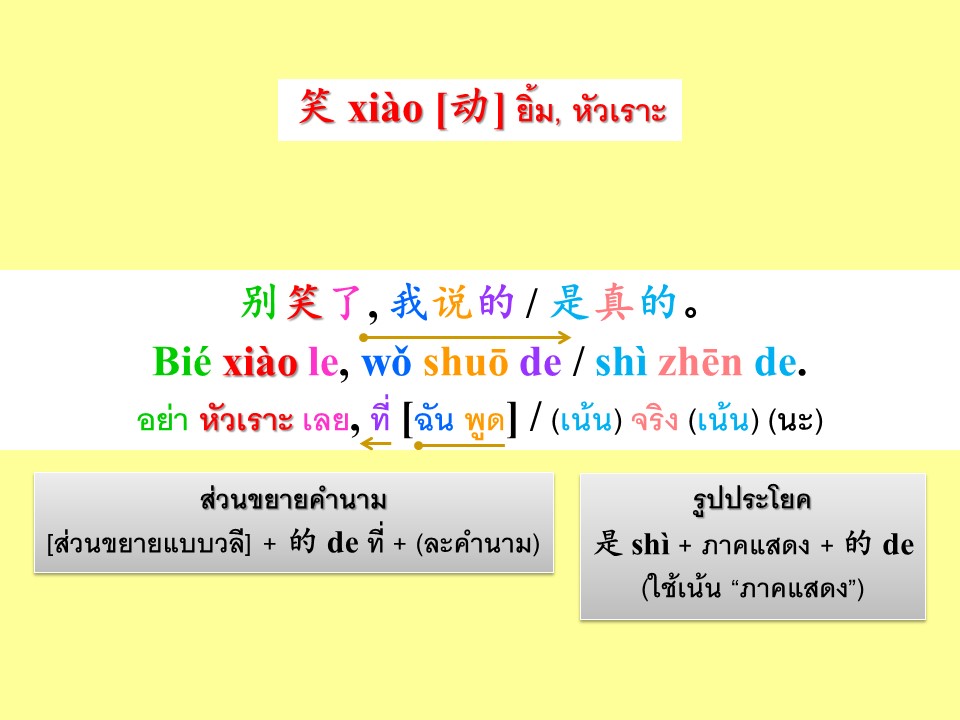 笑 xiào [动] ยิ้ม, หัวเราะ
别笑了, 我说的 / 是真的。
Bié xiào le, wǒ shuō de / shì zhēn de.
อย่า หัวเราะ เลย, ที่ [ฉัน พูด] / (เน้น) จริง (เน้น) (นะ)
ส่วนขยายคำนาม
[ส่วนขยายแบบวลี] + 的 de ที่ + (ละคำนาม)
รูปประโยค
是 shì + ภาคแสดง + 的 de
(ใช้เน้น “ภาคแสดง”)